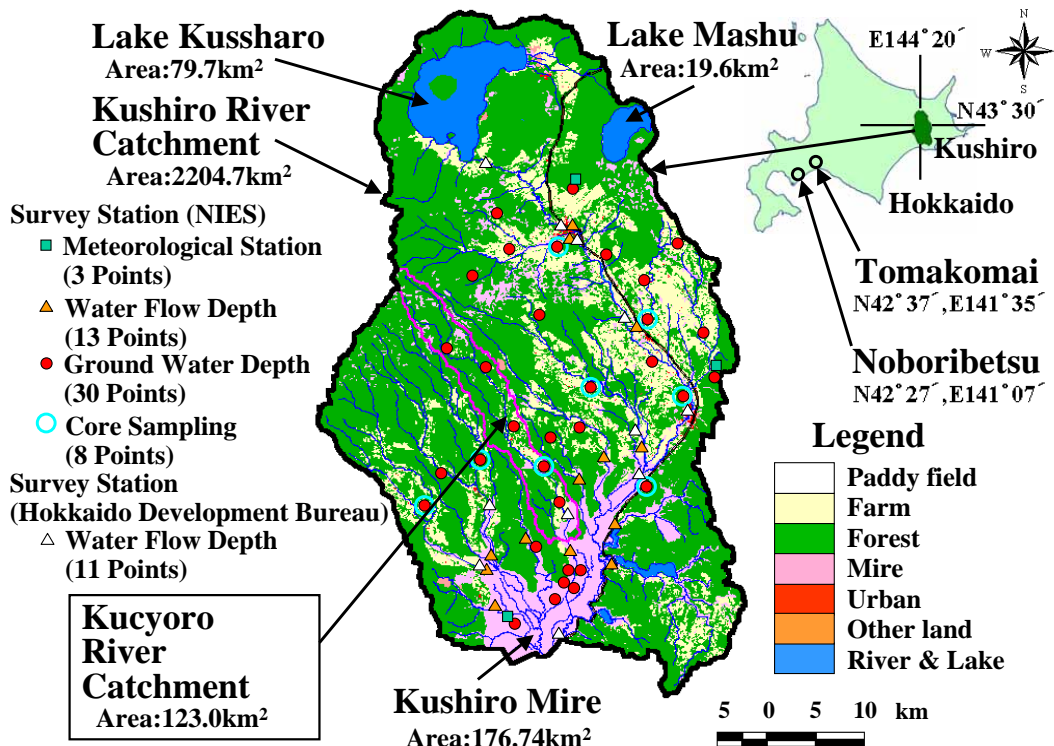 Lake Kussharo
Area:79.7km²
Lake Mashu
Area:19.6km²
E144°20´
N
W
S
N43°30´
Kushiro
Hokkaido
Kushiro River
Catchment
Area:2204.7km²
Survey Station (NIES)
Meteorological Station
(3 Points)
Water Flow Depth
(13 Points)
Ground Water Depth
(30 Points)
Core Sampling
(8 Points)
Survey Station
(Hokkaido Development Bureau)
Water Flow Depth
(11 Points)
Tomakomai
N42°37´,E141°35´
Noboribetsu
N42°27´,E141°07´
Legend
Paddy field
Farm
Forest
Mire
Urban
Other land
River & Lake
Kucyoro
River
Catchment
Area:123.0km²
Kushiro Mire
Area:176.74km²
5 0 5 10 km